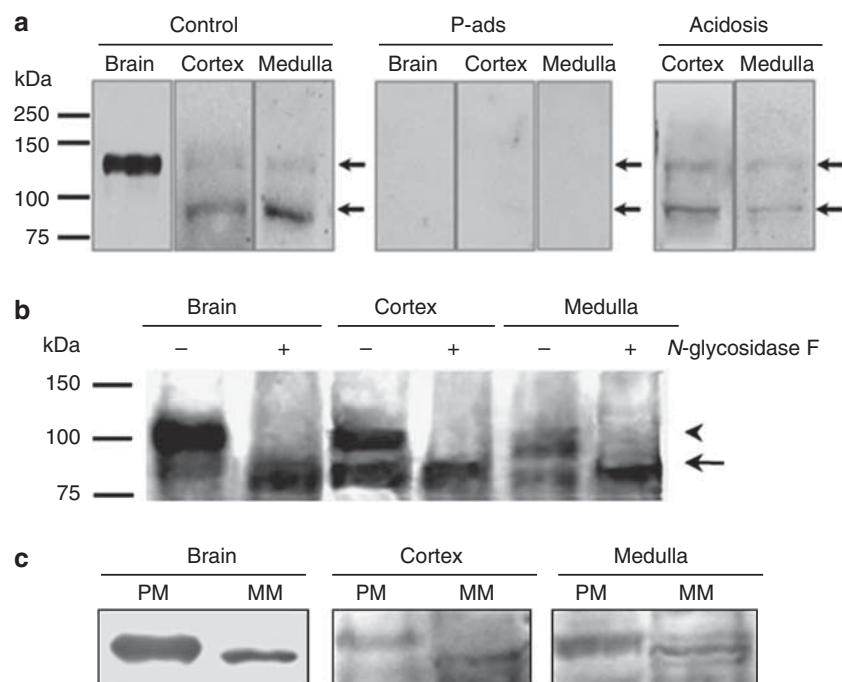 a
Control P-ads Acidosis
Brain Cortex Medulla Brain Cortex Medulla Cortex Medulla
kDa
250
150
100
75
b
Brain Cortex Medulla
kDa – + – + – + N-glycosidase F
150
100
75
c
Brain Cortex Medulla
PM MM PM MM PM MM